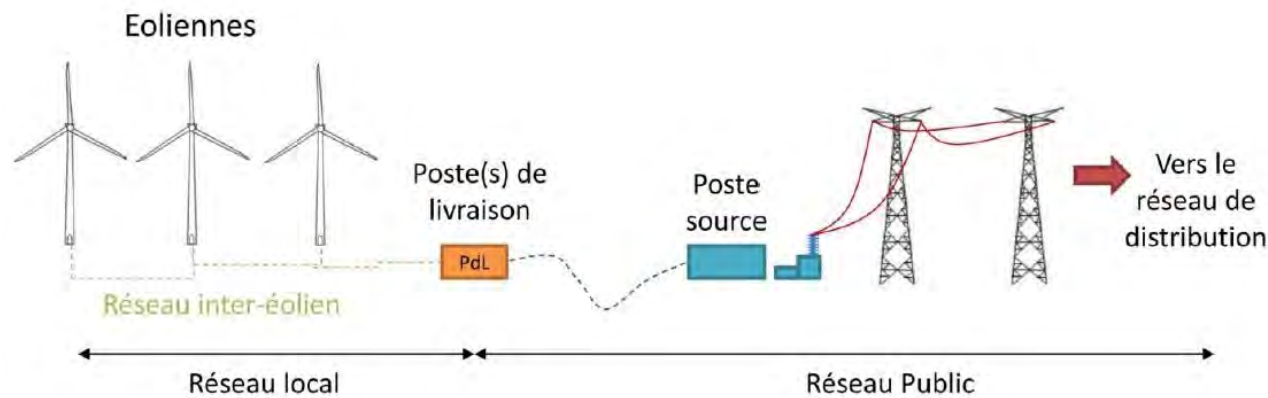 Eoliennes
Poste(s) de
livraison
PdL
Poste
source
Vers le
réseau de
distribution
Réseau inter-éolien
Réseau local
Réseau Public